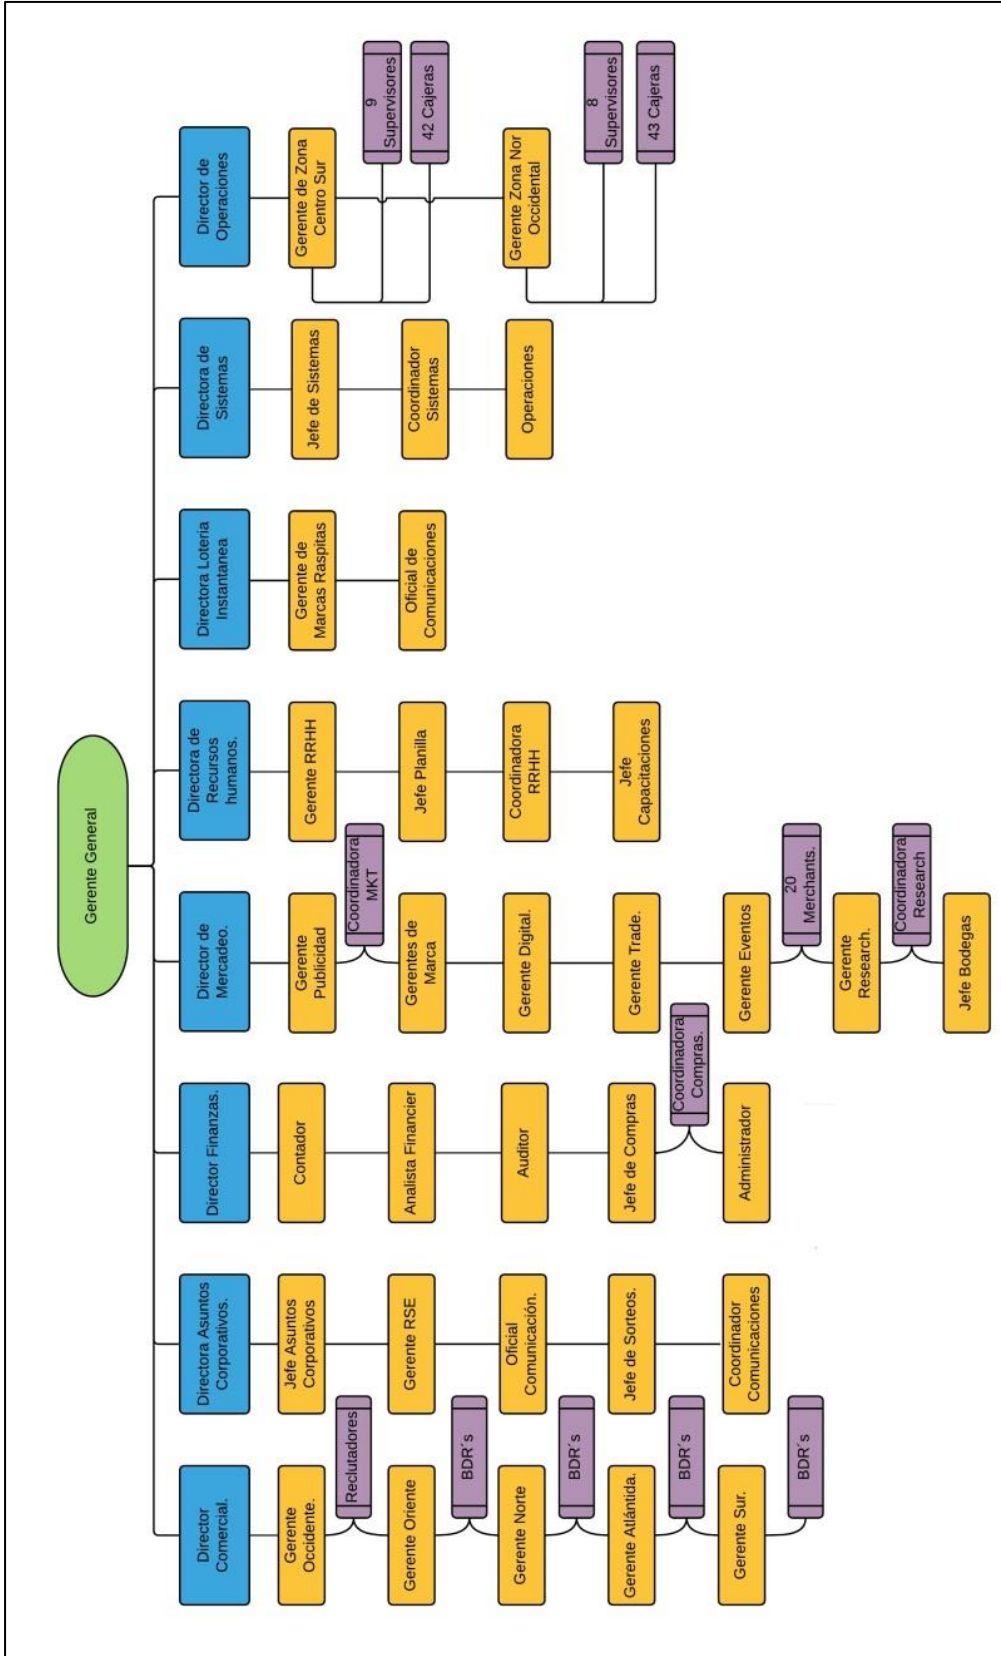 Gerente General
Director
Comercial.
Gerente
Occidente.
Reclutadores
Gerente Oriente
BDR´s
Gerente Norte
BDR´s
Gerente Atlántida.
BDR´s
Gerente Sur.
BDR´s
Directora Asuntos
Corporativos.
Jefe Asuntos
Corporativos
Gerente RSE
Oficial
Comunicación.
Jefe de Sorteos.
Coordinador
Comunicaciones
Director Finanzas.
Contador
Analista Financier
Auditor
Jefe de Compras
Coordinadora
Compras.
Administrador
Director de
Mercadeo.
Gerente
Publicidad
Coordinadora
MKT
Gerentes de
Marca
Gerente Digital.
Gerente Trade.
Gerente Eventos
20
Merchants.
Gerente
Research.
Coordinadora
Research
Jefe Bodegas
Directora de
Recursos
humanos.
Gerente RRHH
Jefe Planilla
Coordinadora
RRHH
Jefe
Capacitaciones
Directora Loteria
Instantanea
Gerente de
Marcas Raspitas
Oficial de
Comunicaciones
Directora de
Sistemas
Jefe de Sistemas
Coordinador
Sistemas
Operaciones
Director de
Operaciones
Gerente de Zona
Centro Sur
9
Supervisores
42 Cajeras
Gerente Zona Nor
Occidental
8
Supervisores
43 Cajeras